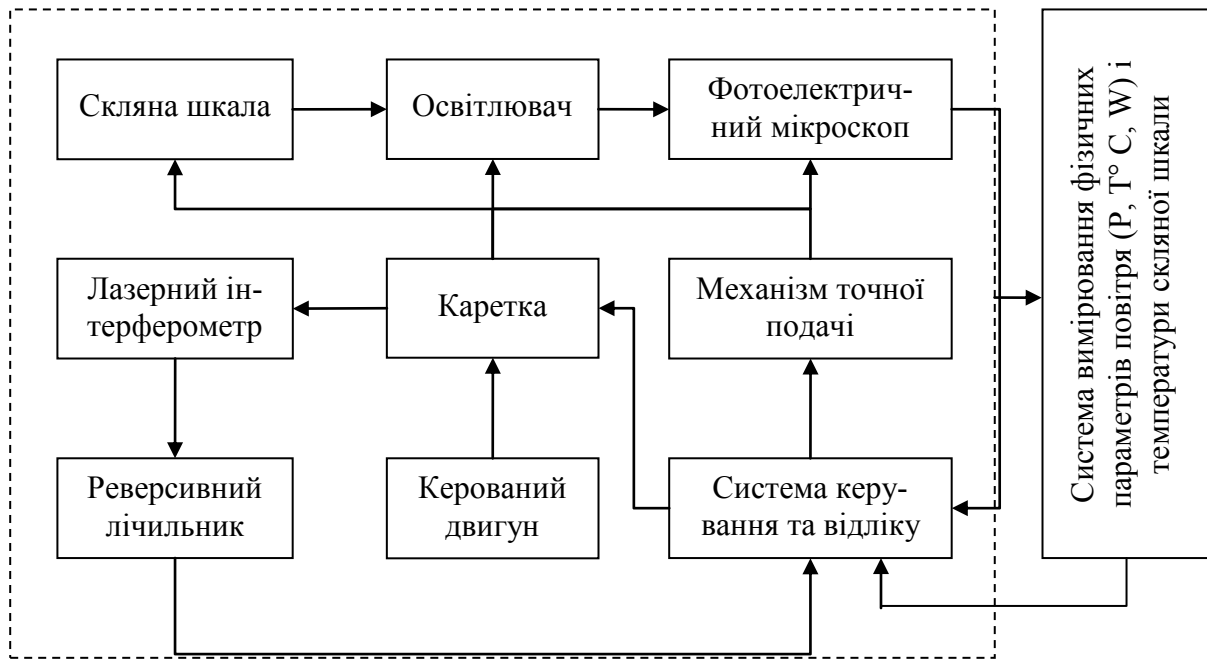 Скляна шкала
Освітлювач
Фотоелектрич-
ний мікроскоп
Лазерний ін-
терферометр
Каретка
Механізм точної
подачі
Реверсивний
лічильник
Керований
двигун
Система керу-
вання та відліку
Система вимірювання фізичних
параметрів повітря (P, T° C, W) і
температури скляної шкали